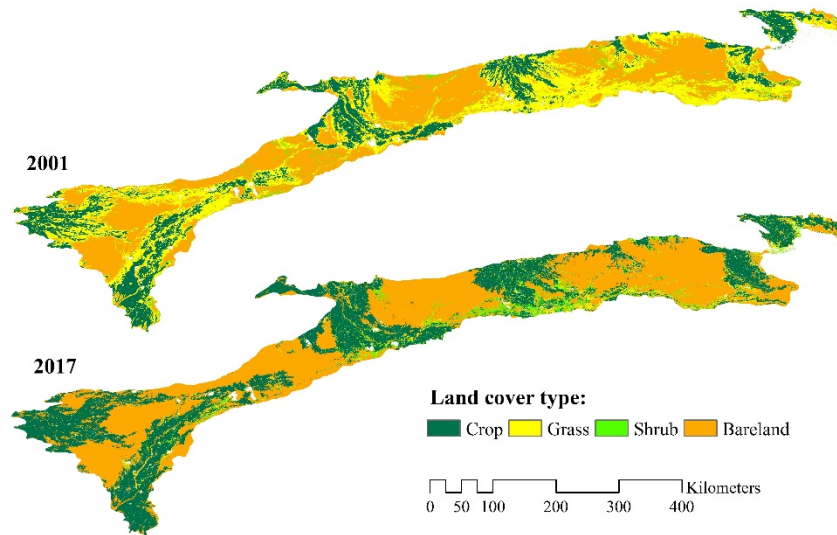 2001
2017
Land cover type:
Crop Grass Shrub Bareland
Kilometers
0 50 100 200 300 400